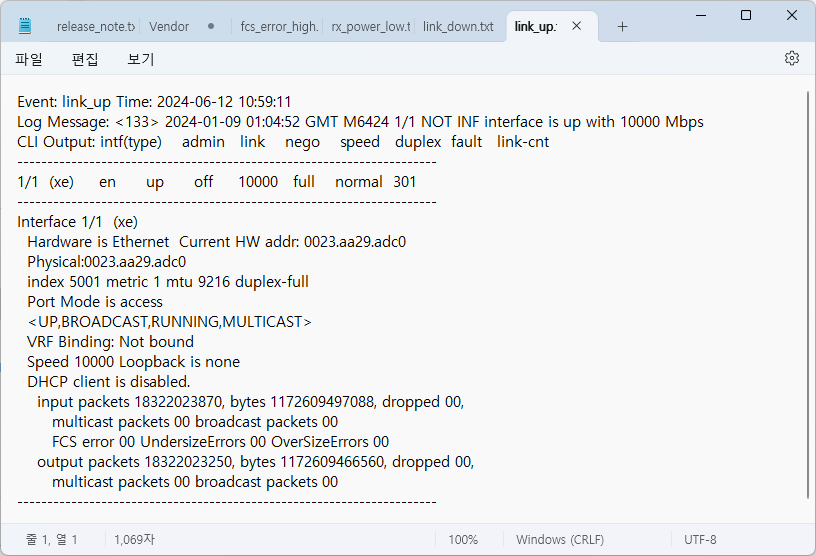 release_note.tx Vendor fcs_error_high. rx_power_low.t link_down.txt link_up.
파일 편집 보기
Event: link_up Time: 2024-06-12 10:59:11
Log Message: <133> 2024-01-09 01:04:52 GMT M6424 1/1 NOT INF interface is up with 10000 Mbps
CLI Output: intf(type) admin link nego speed duplex fault link-cnt
------------------------------------------------------------------------
1/1 (xe) en up off 10000 full normal 301
------------------------------------------------------------------------
Interface 1/1 (xe)
Hardware is Ethernet Current HW addr: 0023.aa29.adc0
Physical:0023.aa29.adc0
index 5001 metric 1 mtu 9216 duplex-full
Port Mode is access
<UP,BROADCAST,RUNNING,MULTICAST>
VRF Binding: Not bound
Speed 10000 Loopback is none
DHCP client is disabled.
input packets 18322023870, bytes 1172609497088, dropped 00,
multicast packets 00 broadcast packets 00
FCS error 00 UndersizeErrors 00 OverSizeErrors 00
output packets 18322023250, bytes 1172609466560, dropped 00,
multicast packets 00 broadcast packets 00
------------------------------------------------------------------------
줄 1, 열 1 1,069자 100% Windows (CRLF) UTF-8